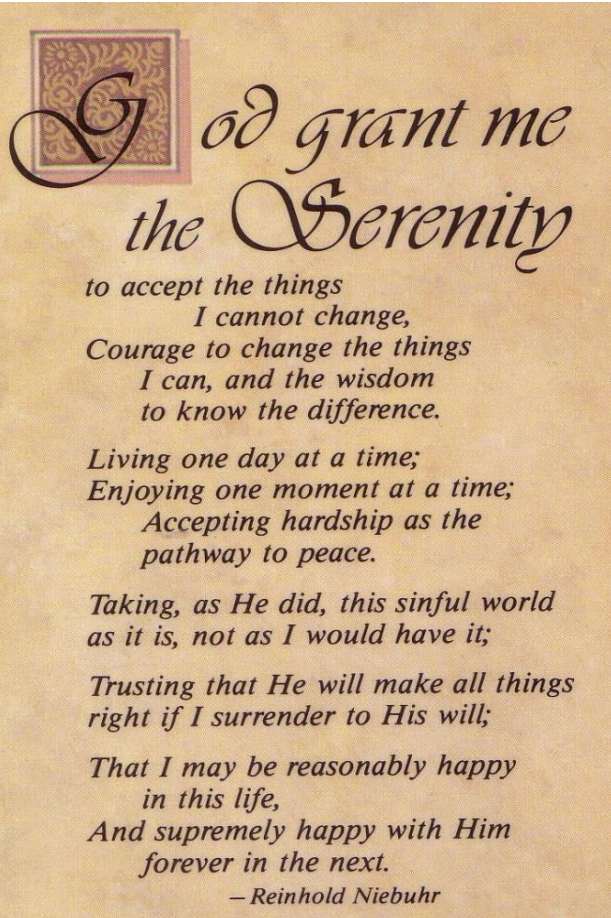 God grant me
the Serenity
to accept the things
I cannot change,
Courage to change the things
I can, and the wisdom
to know the difference.
Living one day at a time;
Enjoying one moment at a time;
Accepting hardship as the
pathway to peace.
Taking, as He did, this sinful world
as it is, not as I would have it;
Trusting that He will make all things
right if I surrender to His will;
That I may be reasonably happy
in this life,
And supremely happy with Him
forever in the next.
—Reinhold Niebuhr